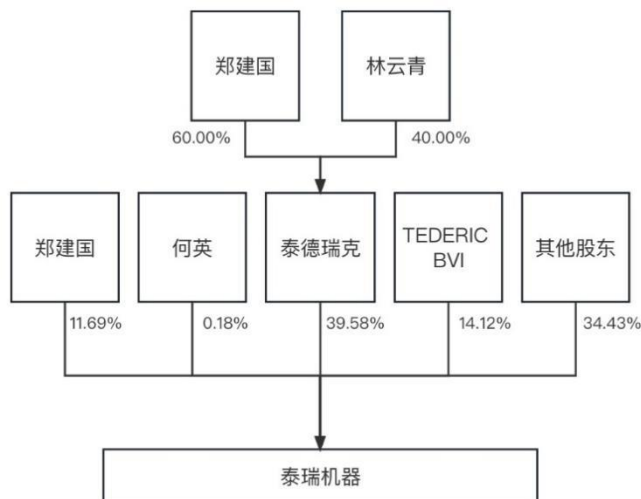 郑建国
林云青
60.00%
40.00%
郑建国
何英
泰德瑞克
TEDERIC
BVI
其他股东
11.69%
0.18%
39.58%
14.12%
34.43%
泰瑞机器